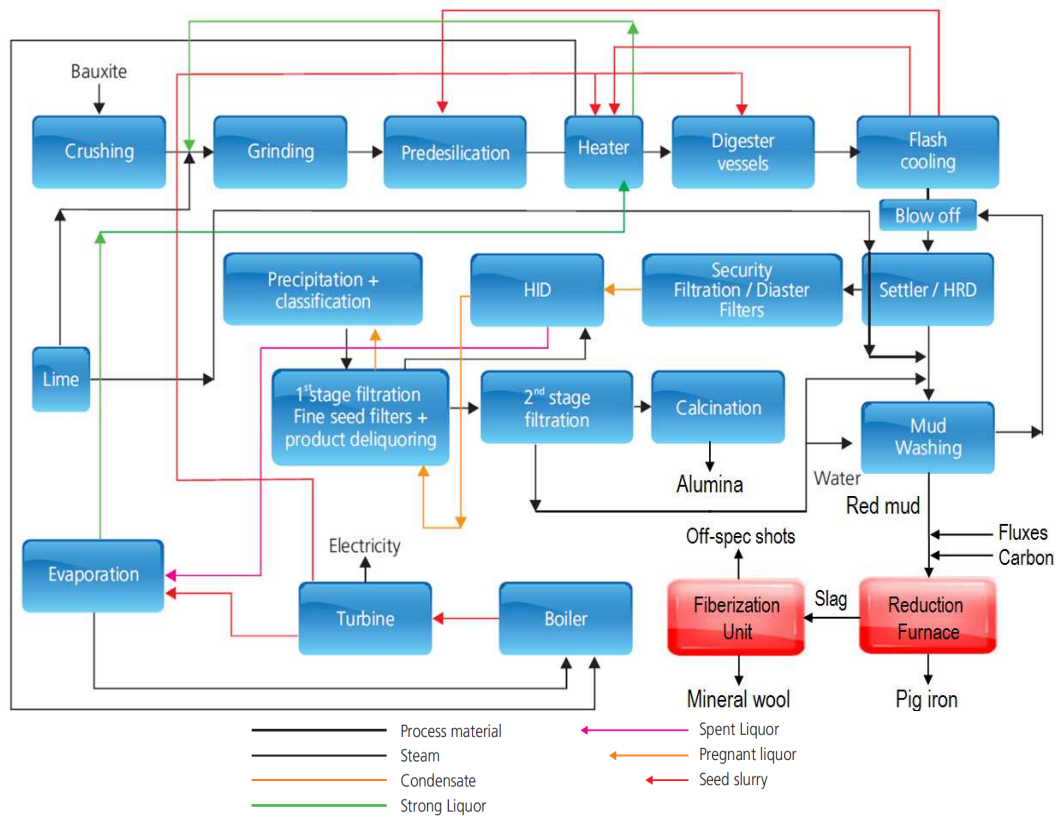 Bauxite
Crushing
Grinding
Predesilication
Heater
Digester
vessels
Flash
cooling
Blow off
Precipitation +
classification
HID
Security
Filtration / Diaster
Filters
Settler / HRD
Lime
1st stage filtration
Fine seed filters +
product deliquoring
2nd stage
filtration
Calcination
Mud
Washing
Alumina
Water
Red mud
Electricity
Off-spec shots
Fluxes
Carbon
Evaporation
Turbine
Boiler
Fiberization
Unit
Slag
Reduction
Furnace
Mineral wool
Pig iron
Process material
Steam
Condensate
Strong Liquor
Spent Liquor
Pregnant liquor
Seed slurry